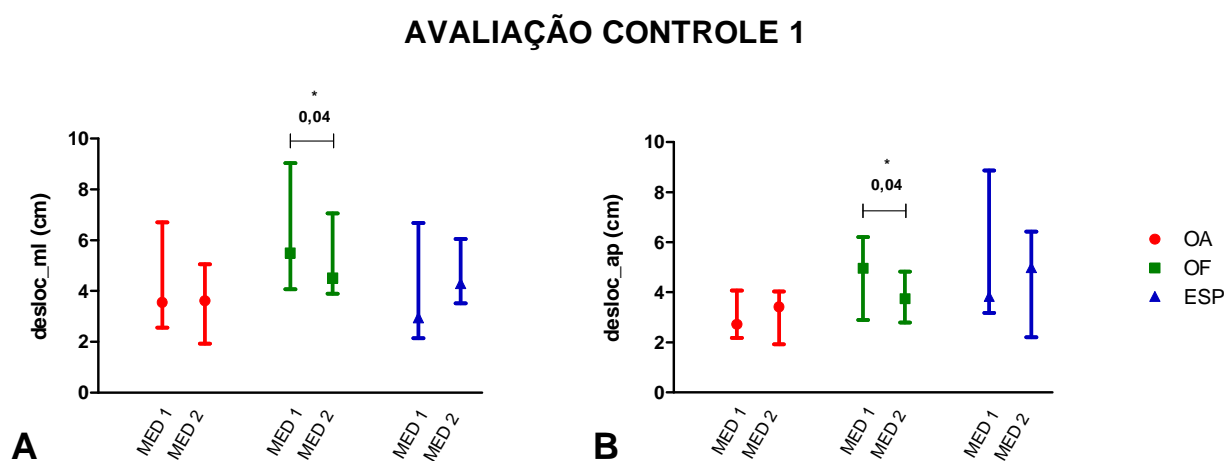 AVALIAÇÃO CONTROLE 1
desloc_ml (cm)
10
8
6
4
2
0
*
0,04
MED 1
MED 2
MED 1
MED 2
MED 1
MED 2
A
desloc_ap (cm)
10
8
6
4
2
0
*
0,04
MED 1
MED 2
MED 1
MED 2
MED 1
MED 2
B
OA
OF
ESP